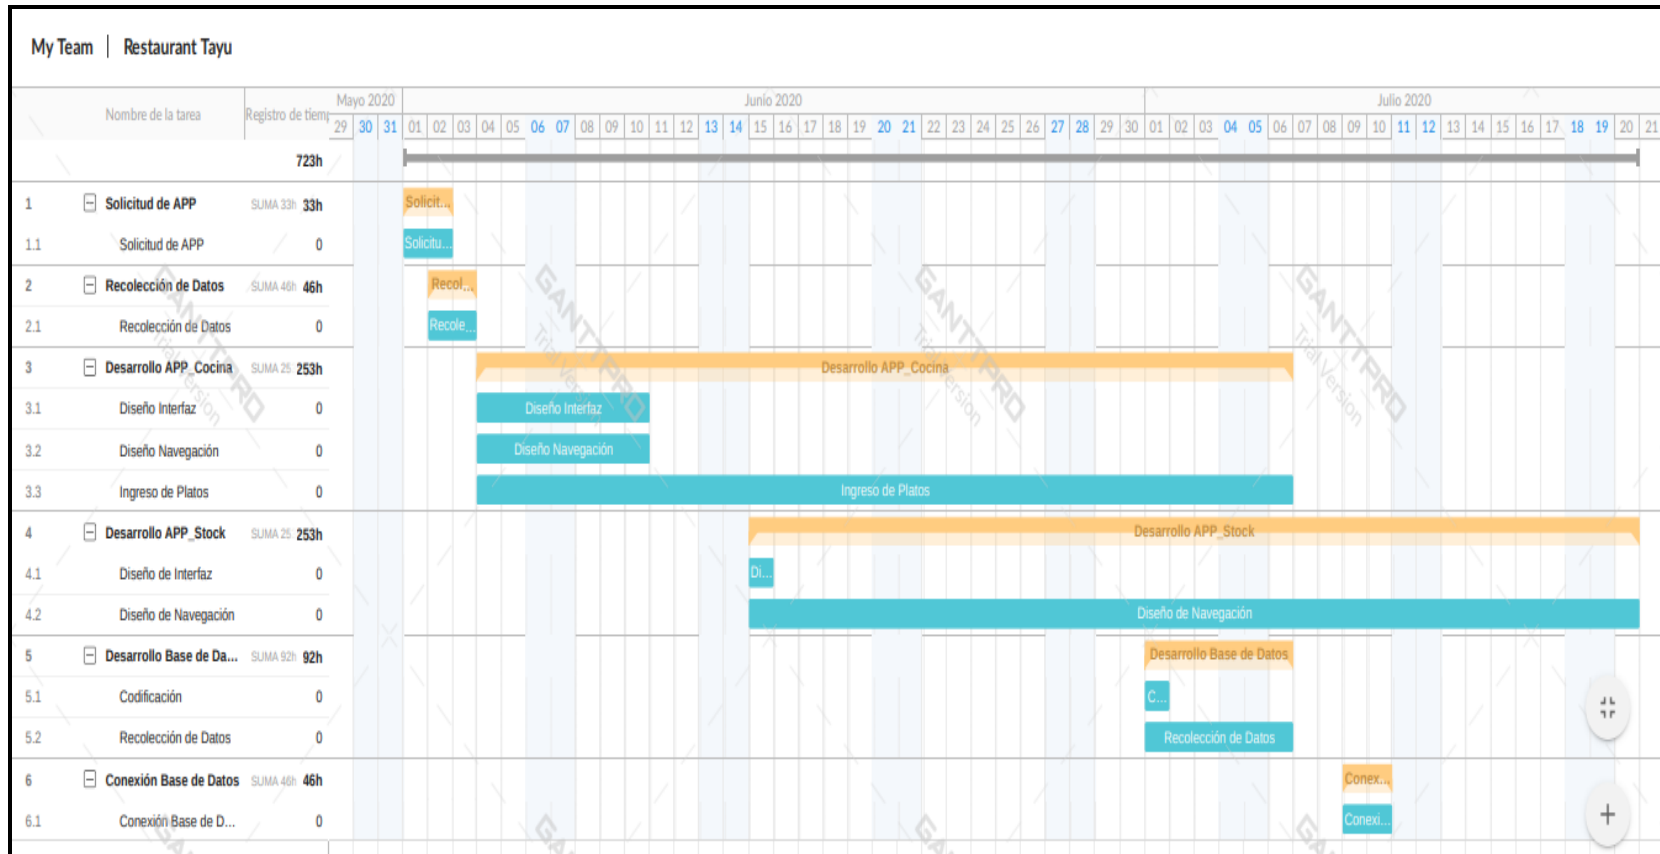 My Team | Restaurant Tayu
Mayo 2020 Junio 2020 Julio 2020
Nombre de la tarea Registro de tiemp
29 30 31 01 02 03 04 05 06 07 08 09 10 11 12 13 14 15 16 17 18 19 20 21 22 23 24 25 26 27 28 29 30 01 02 03 04 05 06 07 08 09 10 11 12 13 14 15 16 17 18 19 20 21
723h
1 Solicitud de APP SUMA 33h 33h Solicit...
1.1 Solicitud de APP 0 Solicitu...
2 Recolección de Datos SUMA 46h 46h Recol...
2.1 Recolección de Datos 0 Recole...
3 Desarrollo APP_Cocina SUMA 25 253h Desarrollo APP_Cocina
3.1 Diseño Interfaz 0 Diseño Interfaz
3.2 Diseño Navegación 0 Diseño Navegación
3.3 Ingreso de Platos 0 Ingreso de Platos
4 Desarrollo APP_Stock SUMA 25 253h Desarrollo APP_Stock
4.1 Diseño de Interfaz 0 Di...
4.2 Diseño de Navegación 0 Diseño de Navegación
5 Desarrollo Base de Da... SUMA 92h 92h Desarrollo Base de Datos
5.1 Codificación 0 C...
5.2 Recolección de Datos 0 Recolección de Datos
6 Conexión Base de Datos SUMA 46h 46h Conex...
6.1 Conexión Base de D... 0 Conexi...
GANTTPRO
Trial Version
GANTTPRO
Trial Version
GANTTPRO
Trial Version
GANTTPRO
Trial Version